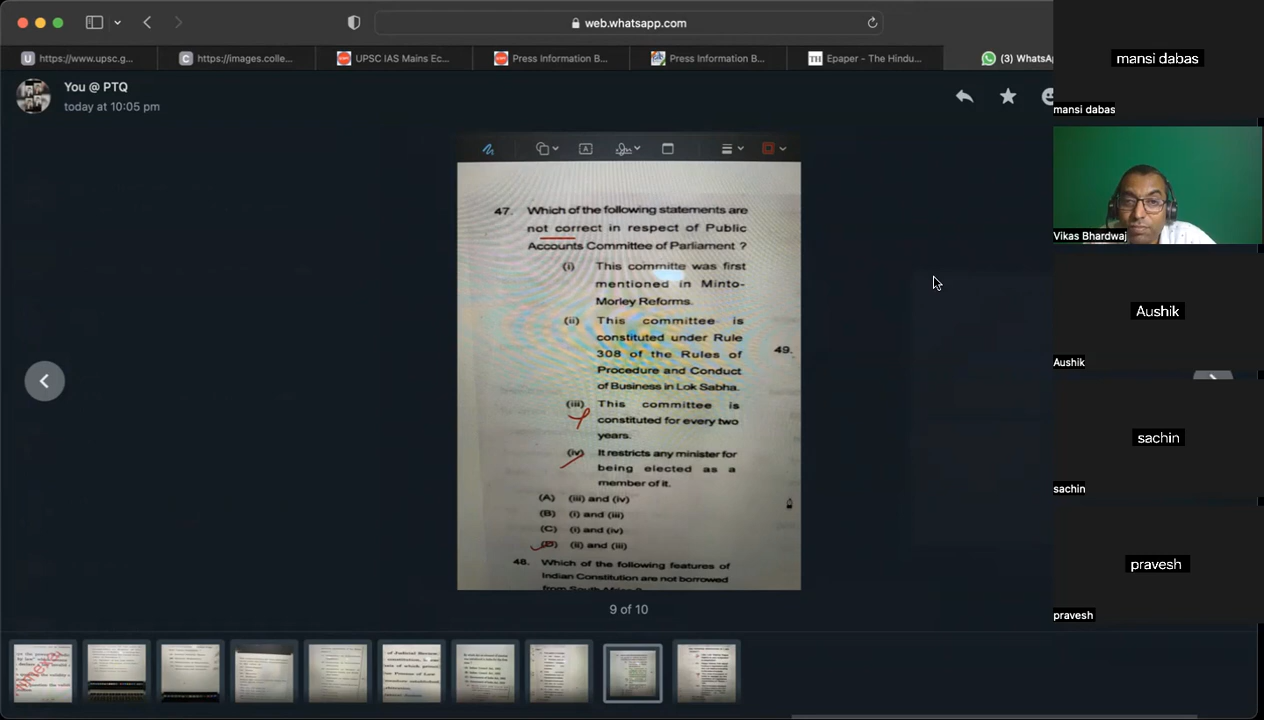 web.whatsapp.com
https://www.upsc.g...
https://images.colle...
UPSC IAS Mains Ec...
Press Information B...
Press Information B...
Epaper - The Hindu...
(3) WhatsAp
You @ PTQ
today at 10:05 pm
47. Which of the following statements are
not correct in respect of Public
Accounts Committee of Parliament ?
(i) This committe was first
mentioned in Minto-
Morley Reforms.
(ii) This committee is
constituted under Rule
308 of the Rules of
Procedure and Conduct
of Business in Lok Sabha.
49.
(iii) This committee is
constituted for every two
years.
(iv) It restricts any minister for
being elected as a
member of it.
(A) (iii) and (iv)
(B) (i) and (iii)
(C) (i) and (iv)
(D) (ii) and (iii)
48. Which of the following features of
Indian Constitution are not borrowed
from South Africa ?
9 of 10
mansi dabas
mansi dabas
Vikas Bhardwaj
Aushik
Aushik
sachin
sachin
pravesh
pravesh